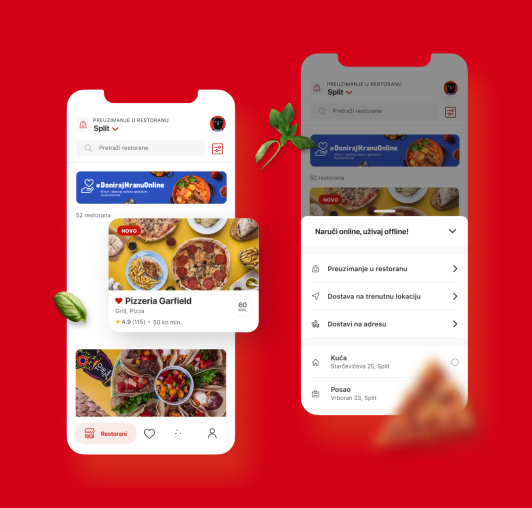 PREUZIMANJE U RESTORANU
Split
Pretraži restorane
#DonirajHranuOnline
52 restorana
NOVO
Pizzeria Garfield
Grill, Pizza
4.9 (115) • 50 kn min.
60
MIN.
Restorani
PREUZIMANJE U RESTORANU
Split
Pretraži restorane
#DonirajHranuOnline
52 restorana
NOVO
Naruči online, uživaj offline!
Preuzimanje u restoranu
Dostava na trenutnu lokaciju
Dostavi na adresu
Kuća
Starčevićeva 25, Split
Posao
Vrboran 23, Split